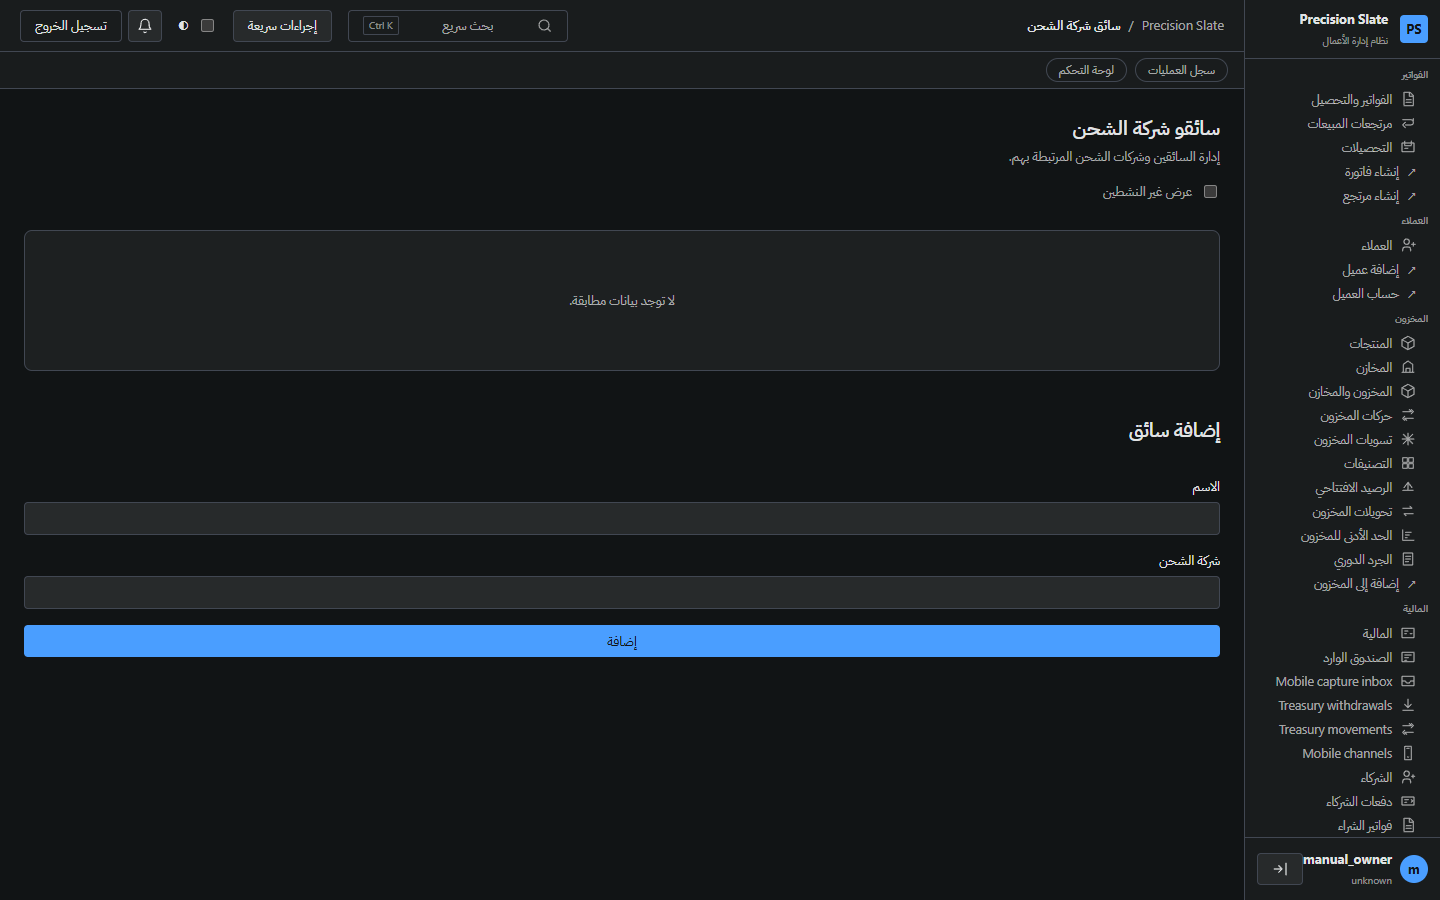 Precision Slate
نظام إدارة الأعمال
PS
الفواتير
الفواتير والتحصيل
مرتجعات المبيعات
التحصيلات
إنشاء فاتورة
إنشاء مرتجع
العملاء
العملاء
إضافة عميل
حساب العميل
المخزون
المنتجات
المخازن
المخزون والمخازن
حركات المخزون
تسويات المخزون
التصنيفات
الرصيد الافتتاحي
تحويلات المخزون
الحد الأدنى للمخزون
الجرد الدوري
إضافة إلى المخزون
المالية
المالية
الصندوق الوارد
Mobile capture inbox
Treasury withdrawals
Treasury movements
Mobile channels
الشركاء
دفعات الشركاء
فواتير الشراء
manual_owner
unknown
m
Precision Slate / سائق شركة الشحن
بحث سريع
Ctrl K
إجراءات سريعة
تسجيل الخروج
سجل العمليات
لوحة التحكم
سائقو شركة الشحن
إدارة السائقين وشركات الشحن المرتبطة بهم.
عرض غير النشطين
لا توجد بيانات مطابقة.
إضافة سائق
الاسم
شركة الشحن
إضافة